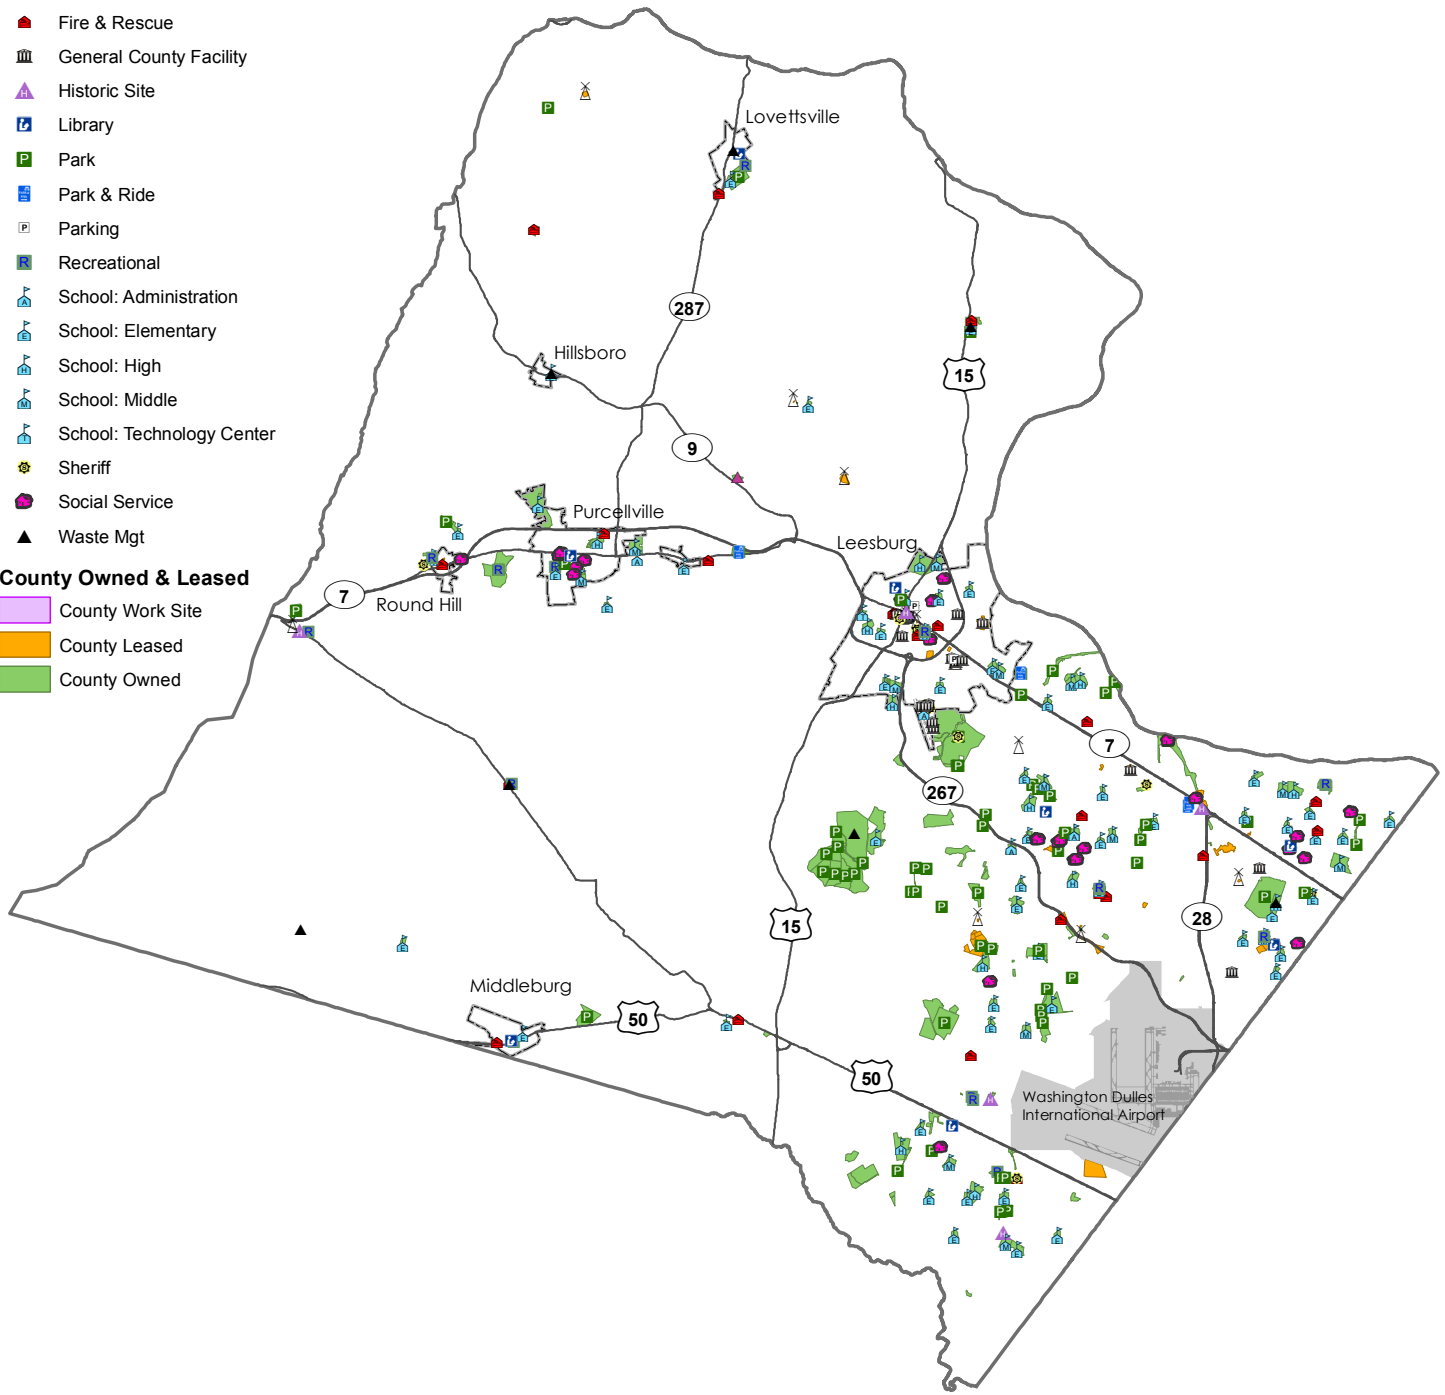 Fire & Rescue
General County Facility
Historic Site
Library
Park
Park & Ride
Parking
Recreational
School: Administration
School: Elementary
School: High
School: Middle
School: Technology Center
Sheriff
Social Service
Waste Mgt
County Owned & Leased
County Work Site
County Leased
County Owned
Lovettsville
287
Hillsboro
15
9
Purcellville
Leesburg
7
Round Hill
7
267
15
28
Middleburg
50
50
Washington Dulles
International Airport